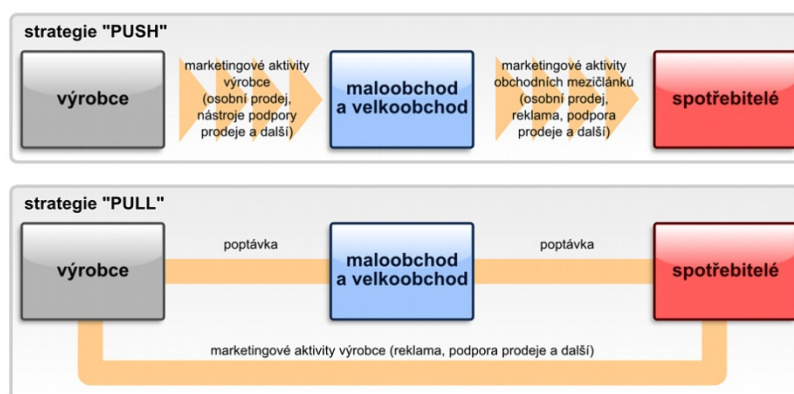 strategie "PUSH"
výrobce
marketingové aktivity
výrobce
(osobní prodej,
nástroje podpory
prodeje a další)
maloobchod
a velkoobchod
marketingové aktivity
obchodních mezičlánků
(osobní prodej,
reklama, podpora
prodeje a další)
spotřebitelé
strategie "PULL"
výrobce
poptávka
maloobchod
a velkoobchod
poptávka
spotřebitelé
marketingové aktivity výrobce (reklama, podpora prodeje a další)